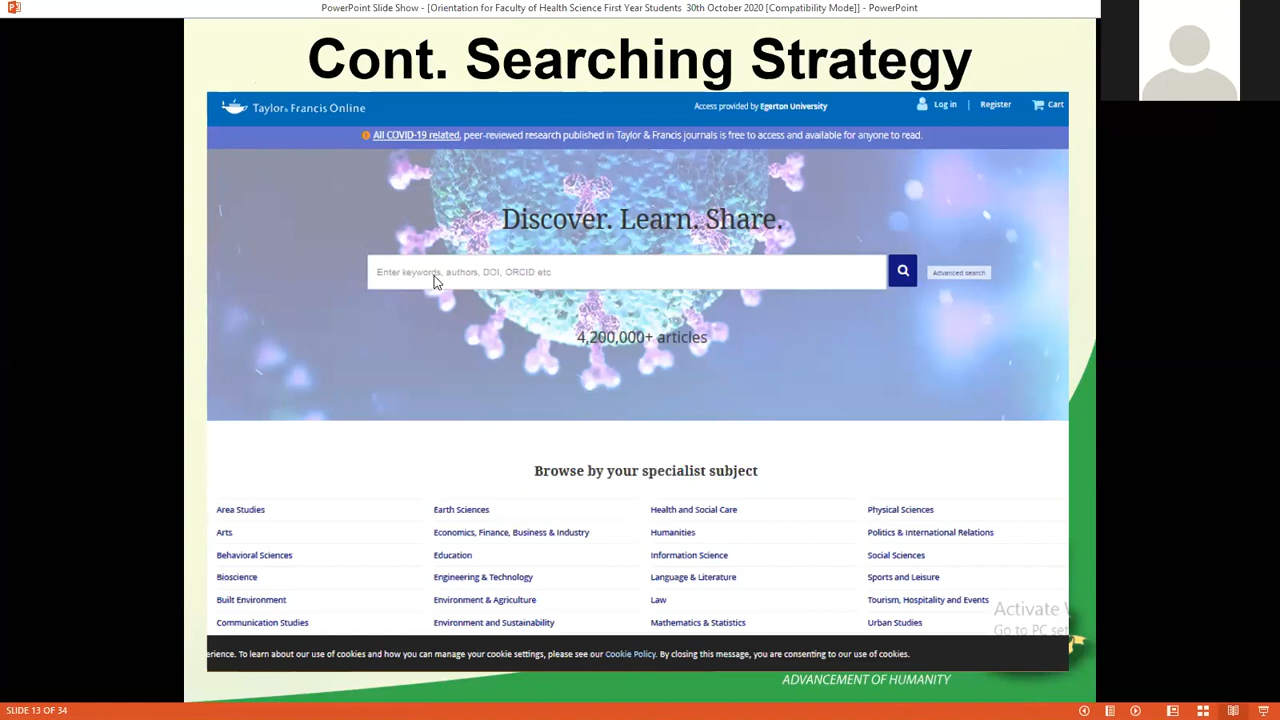 PowerPoint Slide Show - [Orientation for Faculty of Health Science First Year Students 30th October 2020 [Compatibility Mode]] - PowerPoint
Cont. Searching Strategy
Taylor & Francis Online
Access provided by Egerton University
Log in | Register
Cart
All COVID-19 related, peer-reviewed research published in Taylor & Francis journals is free to access and available for anyone to read.
Discover. Learn. Share.
Enter keywords, authors, DOI, ORCID etc
Advanced search
4,200,000+ articles
Browse by your specialist subject
Area Studies
Arts
Behavioral Sciences
Bioscience
Built Environment
Communication Studies
Earth Sciences
Economics, Finance, Business & Industry
Education
Engineering & Technology
Environment & Agriculture
Environment and Sustainability
Health and Social Care
Humanities
Information Science
Language & Literature
Law
Mathematics & Statistics
Physical Sciences
Politics & International Relations
Social Sciences
Sports and Leisure
Tourism, Hospitality and Events
Urban Studies
Activate
Go to PC set
erience. To learn about our use of cookies and how you can manage your cookie settings, please see our Cookie Policy. By closing this message, you are consenting to our use of cookies.
ADVANCEMENT OF HUMANITY
SLIDE 13 OF 34